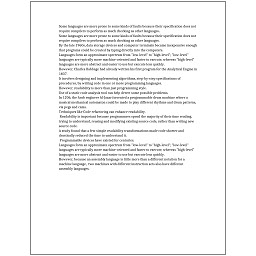 Some languages are more prone to some kinds of faults because their specification does not
require compilers to perform as much checking as other languages.
Some languages are more prone to some kinds of faults because their specification does not
require compilers to perform as much checking as other languages.
By the late 1960s, data storage devices and computer terminals became inexpensive enough
that programs could be created by typing directly into the computers.
Languages form an approximate spectrum from "low-level" to "high-level"; "low-level"
languages are typically more machine-oriented and faster to execute, whereas "high-level"
languages are more abstract and easier to use but execute less quickly.
However, Charles Babbage had already written his first program for the Analytical Engine in
1837.
It involves designing and implementing algorithms, step-by-step specifications of
procedures, by writing code in one or more programming languages.
However, readability is more than just programming style.
Use of a static code analysis tool can help detect some possible problems.
In 1206, the Arab engineer Al-Jazari invented a programmable drum machine where a
musical mechanical automaton could be made to play different rhythms and drum patterns,
via pegs and cams.
Techniques like Code refactoring can enhance readability.
Readability is important because programmers spend the majority of their time reading,
trying to understand, reusing and modifying existing source code, rather than writing new
source code.
A study found that a few simple readability transformations made code shorter and
drastically reduced the time to understand it.
Programmable devices have existed for centuries.
Languages form an approximate spectrum from "low-level" to "high-level"; "low-level"
languages are typically more machine-oriented and faster to execute, whereas "high-level"
languages are more abstract and easier to use but execute less quickly.
However, because an assembly language is little more than a different notation for a
machine language, two machines with different instruction sets also have different
assembly languages.